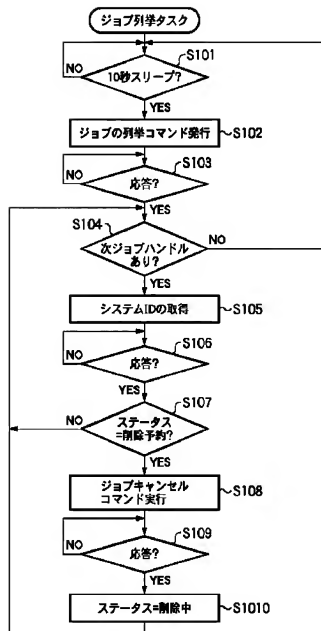 ジョブ列挙タスク
S101
10秒スリープ?
NO
YES
ジョブの列挙コマンド発行
S102
S103
応答?
NO
YES
S104
次ジョブハンドル
あり?
NO
YES
システムIDの取得
S105
S106
応答?
NO
YES
S107
ステータス
=削除予約?
NO
YES
ジョブキャンセル
コマンド実行
S108
S109
応答?
NO
YES
ステータス=削除中
S1010